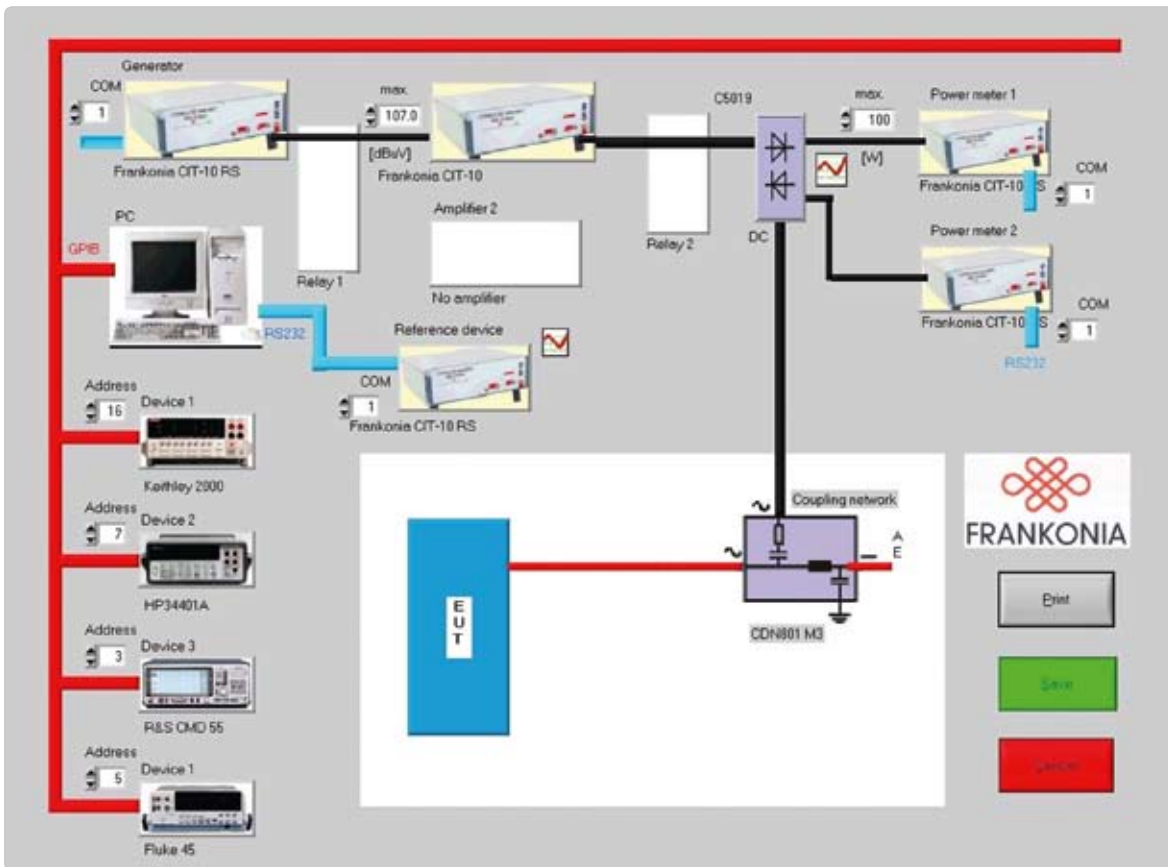 Generator
COM
1
Frankonia CIT-10 RS
max.
107.0
[dBuV]
Frankonia CIT-10
C5019
DC
max.
100
[W]
Power meter 1
Frankonia CIT-10 RS
COM
1
Power meter 2
Frankonia CIT-10 RS
COM
1
RS232
Relay 1
Amplifier 2
No amplifier
Relay 2
PC
GPIB
RS232
Reference device
COM
1
Frankonia CIT-10 RS
Address
16
Device 1
Keithley 2000
Address
7
Device 2
HP34401A
Address
3
Device 3
R&S CMD 55
Address
5
Device 1
Fluke 45
EUT
Coupling network
AE
CDN801 M3
FRANKONIA
Print
Save
Cancel